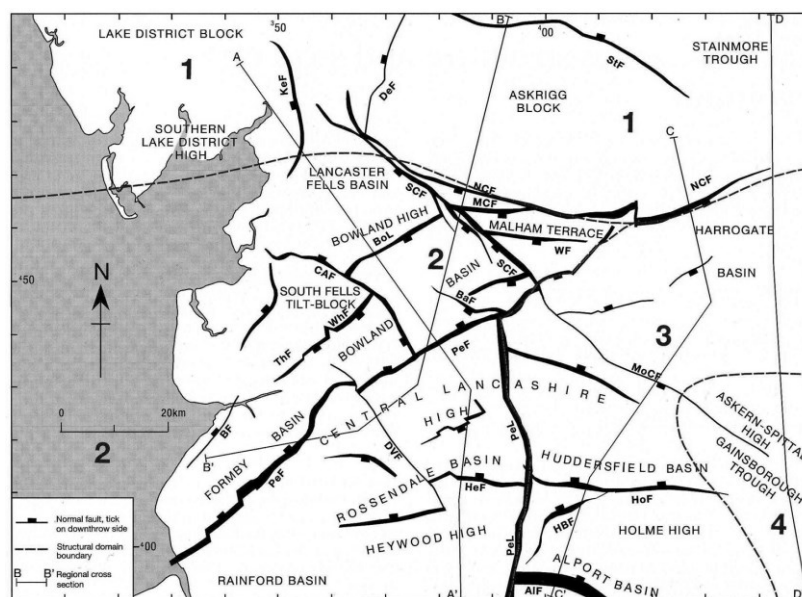 ³50
⁴00
LAKE DISTRICT BLOCK
B
D
STAINMORE
TROUGH
StF
1
A
KeF
DeF
ASKRIGG
BLOCK
1
C
SOUTHERN
LAKE DISTRICT
HIGH
LANCASTER
FELLS BASIN
SCF
NCF
MCF
NCF
BOWLAND HIGH
BoL
MALHAM TERRACE
WF
HARROGATE
BASIN
2
BASIN
SCF
⁴50
N
CAF
SOUTH FELLS
TILT-BLOCK
WhF
BaF
ThF
BOWLAND
PeF
3
MoCF
0
20km
CENTRAL LANCASHIRE
HIGH
BF
B'
FORMBY BASIN
PeF
DVF
PeL
ASKERN-SPITTAL
HIGH
GAINSBOROUGH
TROUGH
2
ROSSENDALE BASIN
HeF
HUDDERSFIELD BASIN
HoF
HBF
HEYWOOD HIGH
HOLME HIGH
4
PeL
⁴00
ALPORT BASIN
RAINFORD BASIN
A'
AlF
C'
D'
Normal fault, tick
on downthrow side
Structural domain
boundary
B B'
Regional cross
section